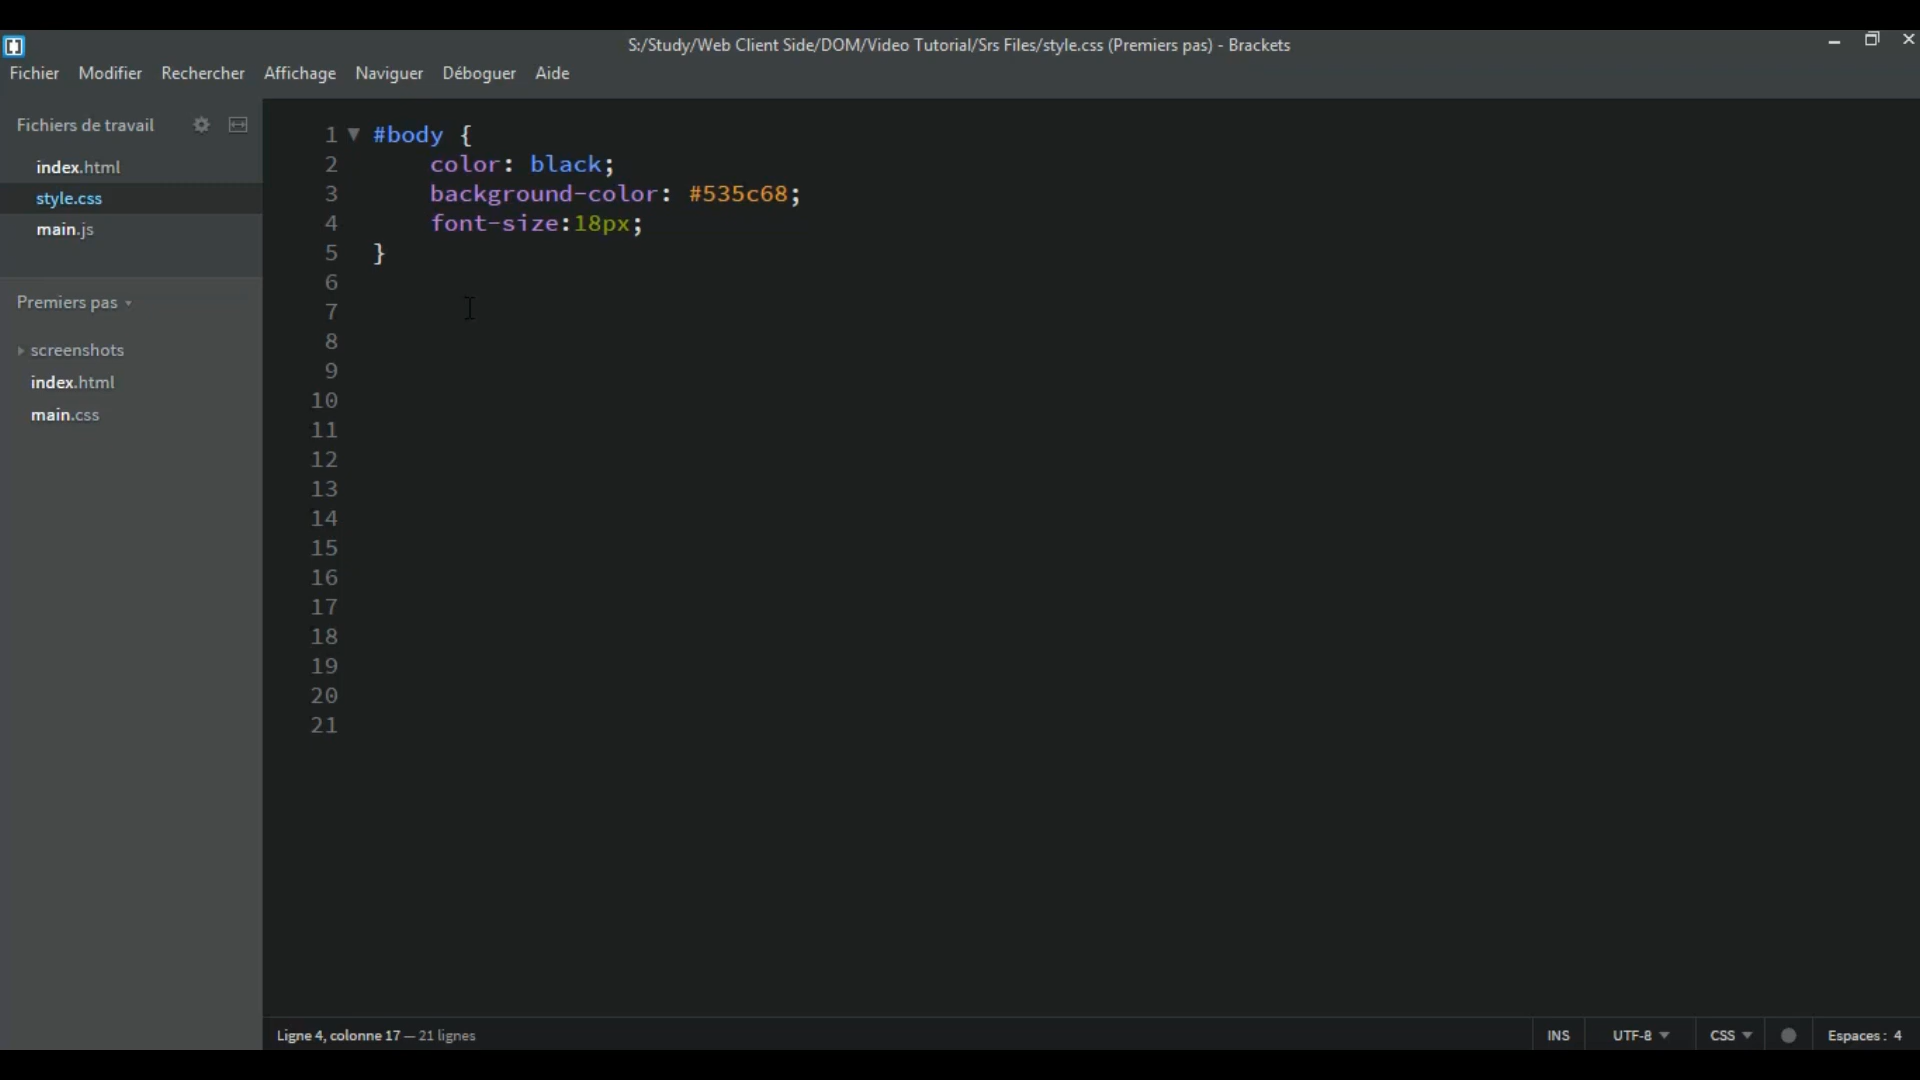 S:/Study/Web Client Side/DOM/Video Tutorial/Srs Files/style.css (Premiers pas) - Brackets
Fichier Modifier Rechercher Affichage Naviguer Déboguer Aide
Fichiers de travail
index.html
style.css
main.js
Premiers pas
screenshots
index.html
main.css
1 #body {
2 color: black;
3 background-color: #535c68;
4 font-size:18px;
5 }
6
7
8
9
10
11
12
13
14
15
16
17
18
19
20
21
Ligne 4, colonne 17 — 21 lignes INS UTF-8 CSS Espaces: 4